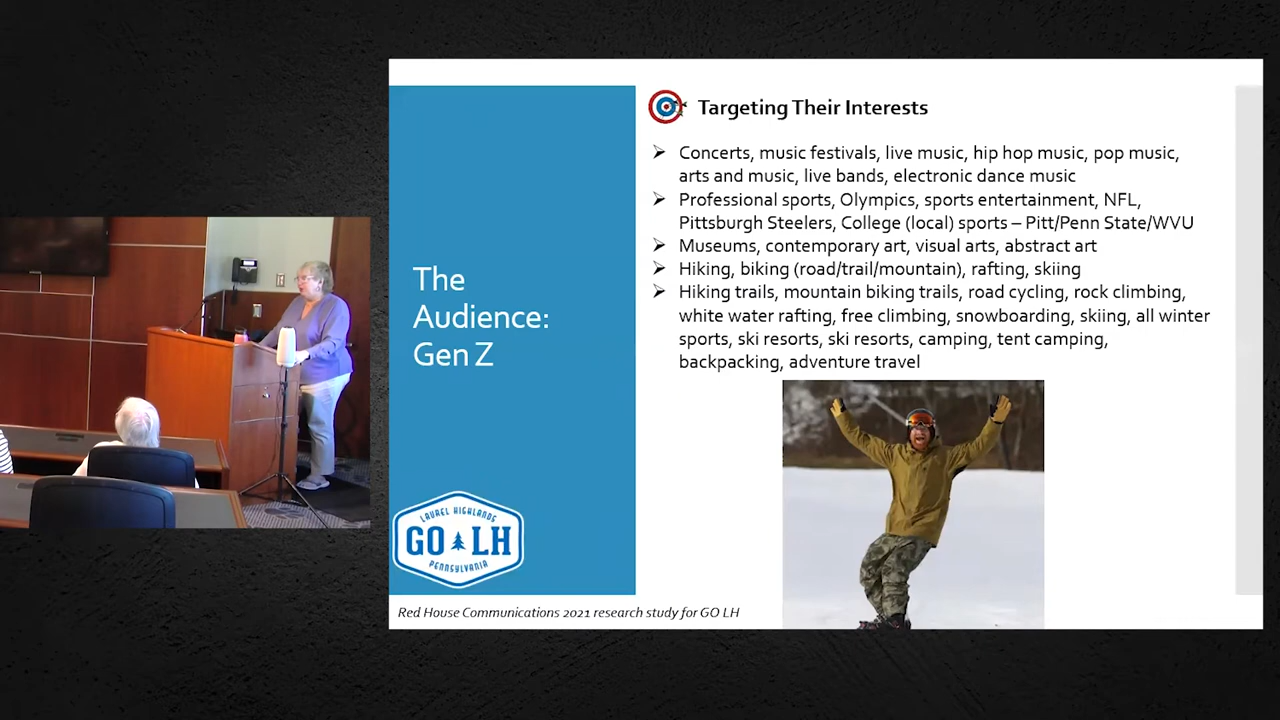 Targeting Their Interests
Concerts, music festivals, live music, hip hop music, pop music,
arts and music, live bands, electronic dance music
Professional sports, Olympics, sports entertainment, NFL,
Pittsburgh Steelers, College (local) sports – Pitt/Penn State/WVU
Museums, contemporary art, visual arts, abstract art
Hiking, biking (road/trail/mountain), rafting, skiing
Hiking trails, mountain biking trails, road cycling, rock climbing,
white water rafting, free climbing, snowboarding, skiing, all winter
sports, ski resorts, ski resorts, camping, tent camping,
backpacking, adventure travel
The
Audience:
Gen Z
LAUREL HIGHLANDS
GO LH
PENNSYLVANIA
Red House Communications 2021 research study for GO LH